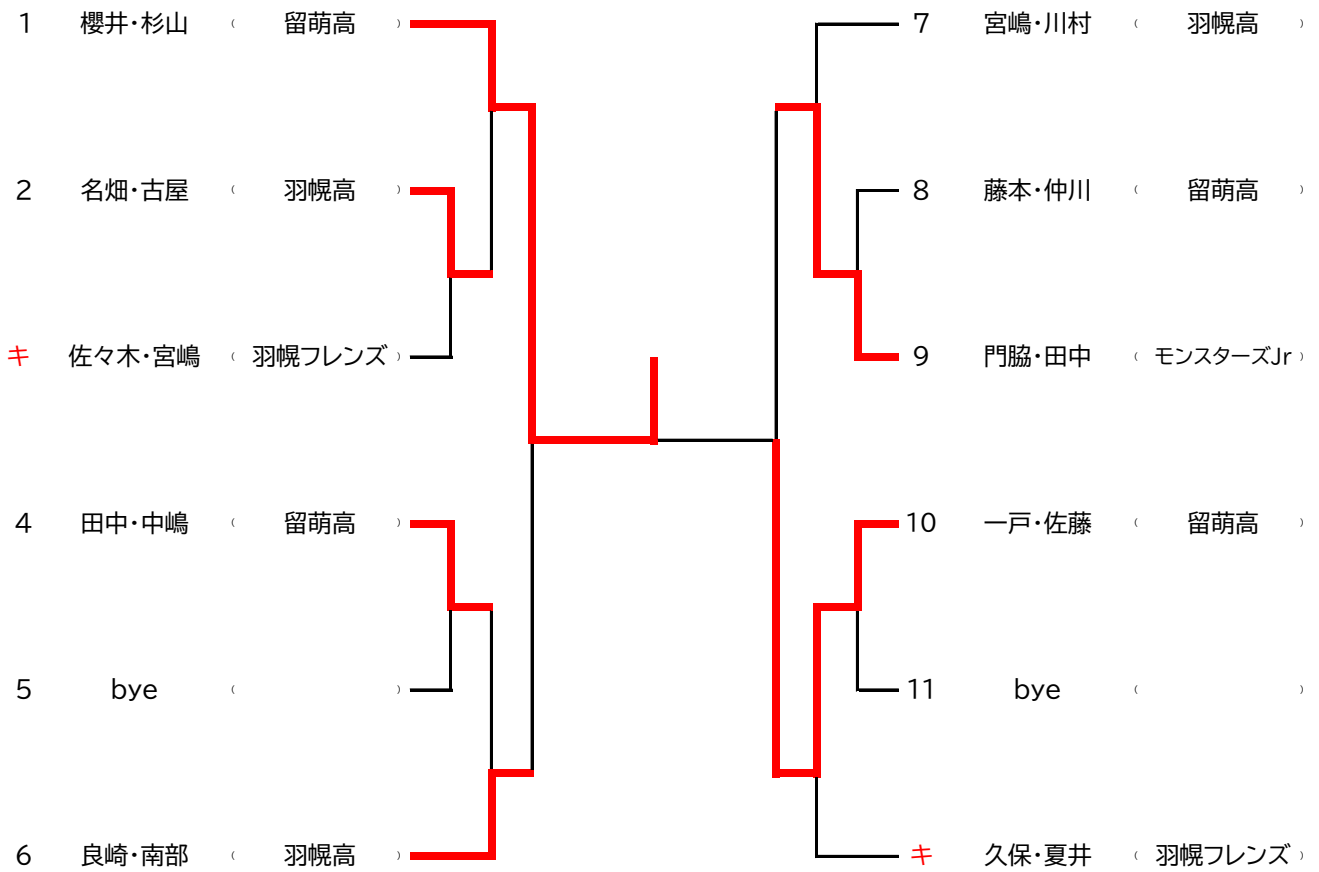 1 櫻井・杉山 （ 留萌高 ）
2 名畑・古屋 （ 羽幌高 ）
キ 佐々木・宮嶋 （ 羽幌フレンズ ）
4 田中・中嶋 （ 留萌高 ）
5 bye （ ）
6 良崎・南部 （ 羽幌高 ）
7 宮嶋・川村 （ 羽幌高 ）
8 藤本・仲川 （ 留萌高 ）
9 門脇・田中 （ モンスターズJr ）
10 一戸・佐藤 （ 留萌高 ）
11 bye （ ）
キ 久保・夏井 （ 羽幌フレンズ ）